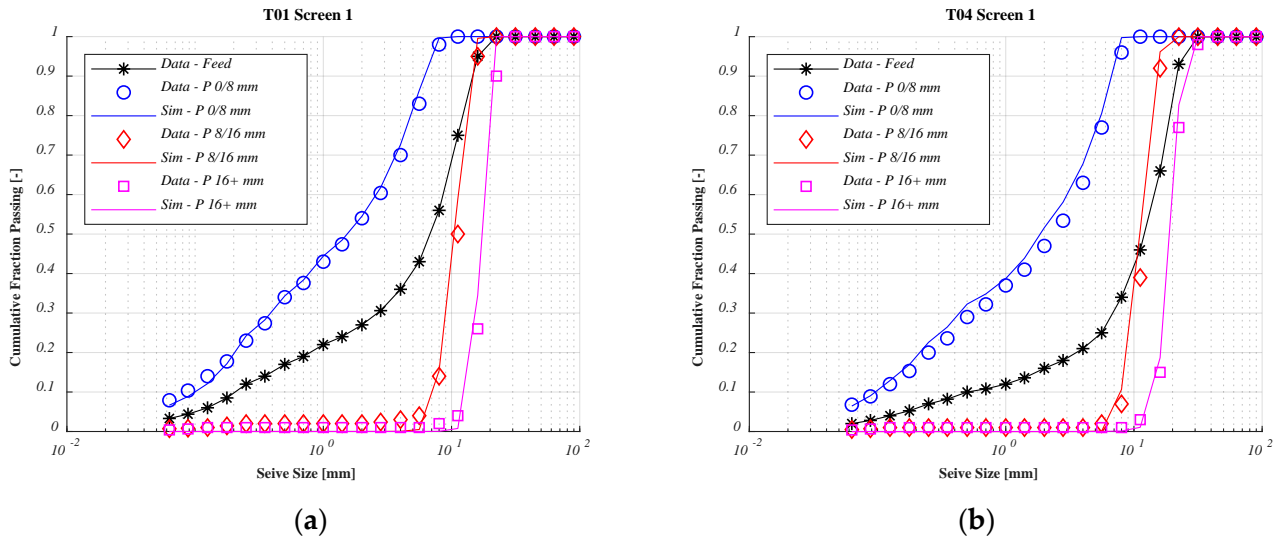 T01 Screen 1
1
0.9
0.8
0.7
0.6
0.5
0.4
0.3
0.2
0.1
0
Cumulative Fraction Passing [-]
Data - Feed
Data - P 0/8 mm
Sim - P 0/8 mm
Data - P 8/16 mm
Sim - P 8/16 mm
Data - P 16+ mm
Sim - P 16+ mm
10 -2
10 0
10 1
10 2
Seive Size [mm]
(a)
T04 Screen 1
1
0.9
0.8
0.7
0.6
0.5
0.4
0.3
0.2
0.1
0
Cumulative Fraction Passing [-]
Data - Feed
Data - P 0/8 mm
Sim - P 0/8 mm
Data - P 8/16 mm
Sim - P 8/16 mm
Data - P 16+ mm
Sim - P 16+ mm
10 -2
10 0
10 1
10 2
Seive Size [mm]
(b)